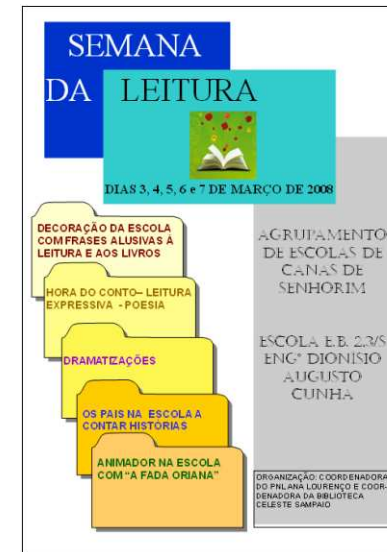 SEMANA
DA LEITURA
DIAS 3, 4, 5, 6 e 7 DE MARÇO DE 2008
DECORAÇÃO DA ESCOLA
COM FRASES ALUSIVAS À
LEITURA E AOS LIVROS
HORA DO CONTO– LEITURA
EXPRESSIVA - POESIA
DRAMATIZAÇÕES
OS PAIS NA ESCOLA A
CONTAR HISTÓRIAS
ANIMADOR NA ESCOLA
COM “A FADA ORIANA”
AGRUPAMENTO
DE ESCOLAS DE
CANAS DE
SENHORIM
ESCOLA E.B. 2,3/S
ENGº DIONÍSIO
AUGUSTO
CUNHA
ORGANIZAÇÃO: COORDENADORA
DO PNL ANA LOURENÇO E COOR-
DENADORA DA BIBLIOTECA
CELESTE SAMPAIO